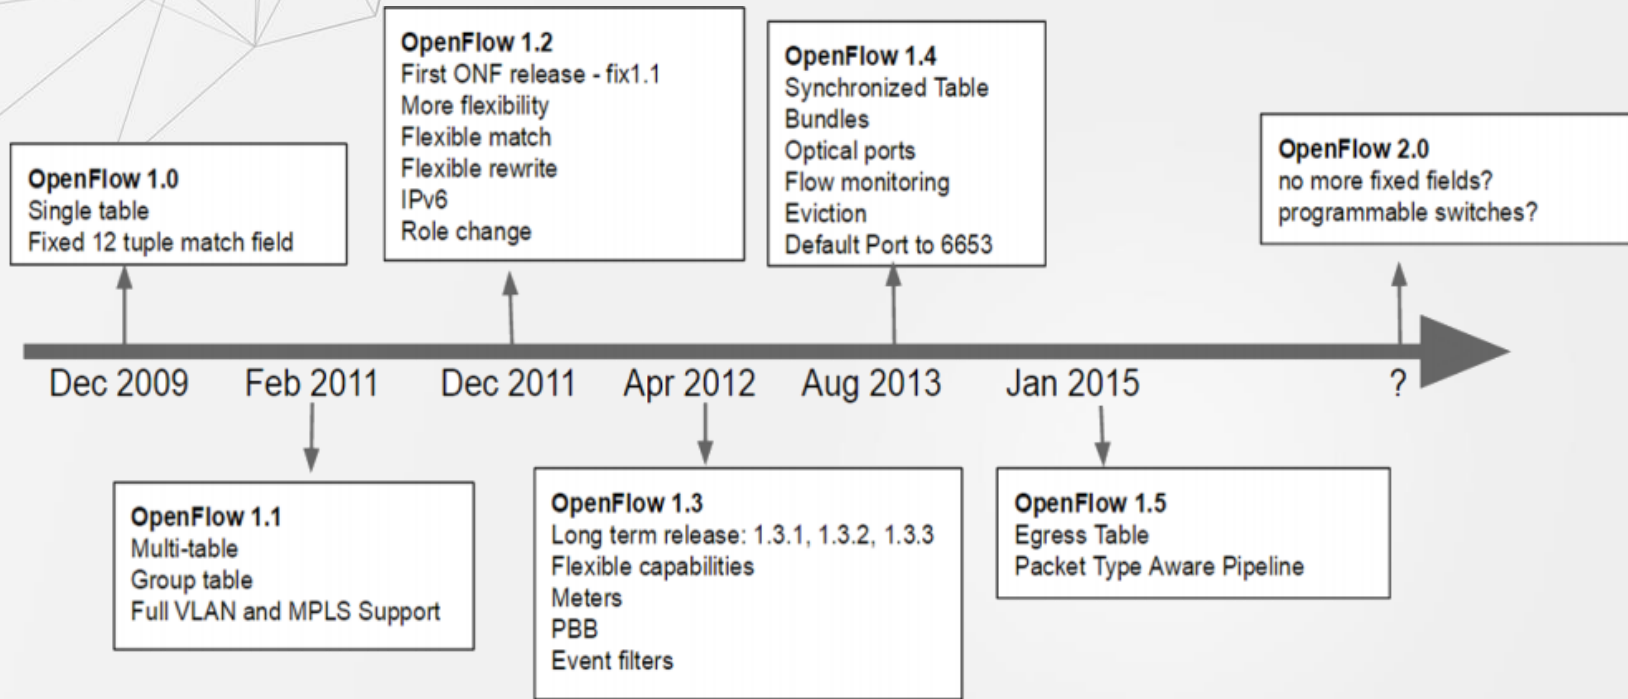 OpenFlow 1.0
Single table
Fixed 12 tuple match field
OpenFlow 1.2
First ONF release - fix1.1
More flexibility
Flexible match
Flexible rewrite
IPv6
Role change
OpenFlow 1.4
Synchronized Table
Bundles
Optical ports
Flow monitoring
Eviction
Default Port to 6653
OpenFlow 2.0
no more fixed fields?
programmable switches?
Dec 2009 Feb 2011 Dec 2011 Apr 2012 Aug 2013 Jan 2015 ?
OpenFlow 1.1
Multi-table
Group table
Full VLAN and MPLS Support
OpenFlow 1.3
Long term release: 1.3.1, 1.3.2, 1.3.3
Flexible capabilities
Meters
PBB
Event filters
OpenFlow 1.5
Egress Table
Packet Type Aware Pipeline